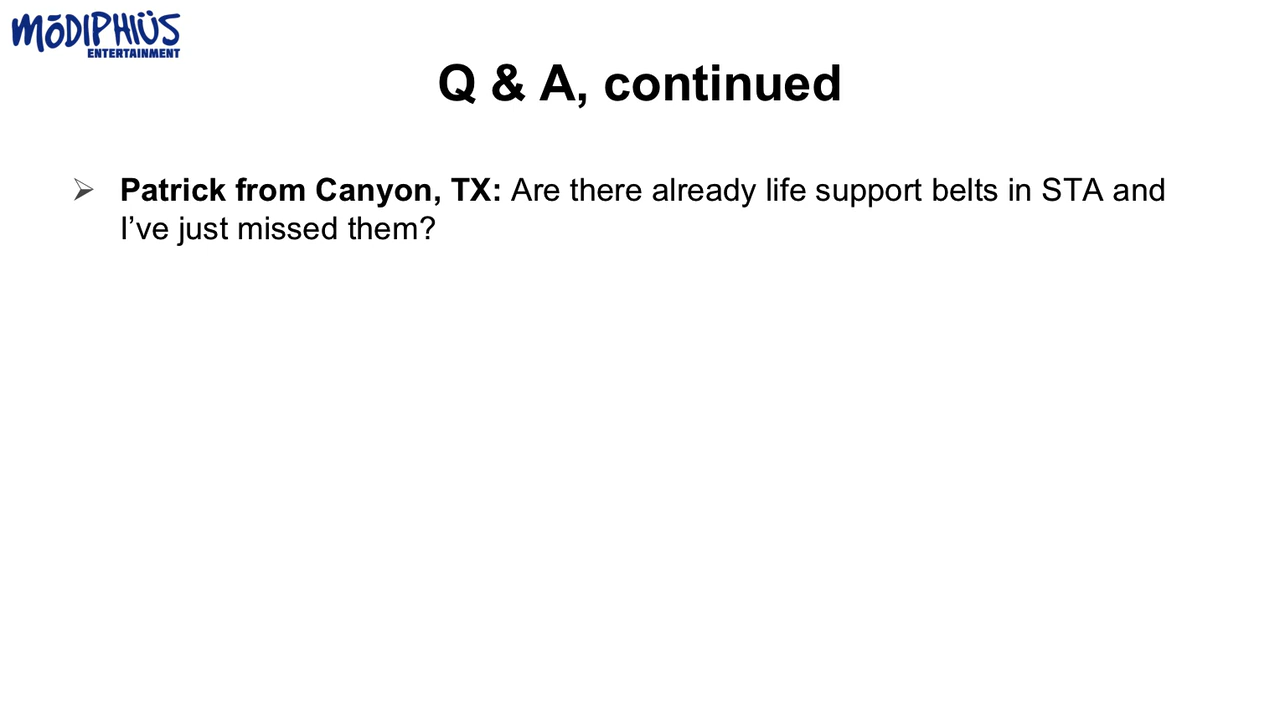 MōDIPHIÜS
ENTERTAINMENT
Q & A, continued
➢ Patrick from Canyon, TX: Are there already life support belts in STA and
I’ve just missed them?